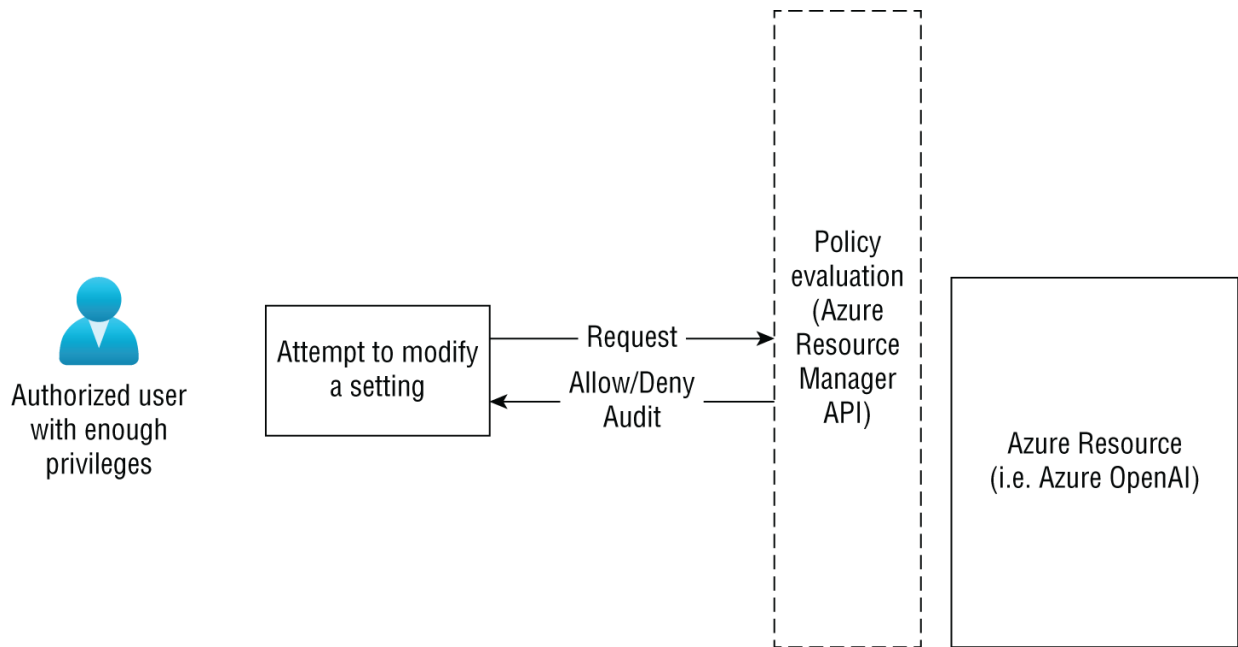 Authorized user
with enough
privileges
Attempt to modify
a setting
Request
Allow/Deny
Audit
Policy
evaluation
(Azure
Resource
Manager
API)
Azure Resource
(i.e. Azure OpenAI)